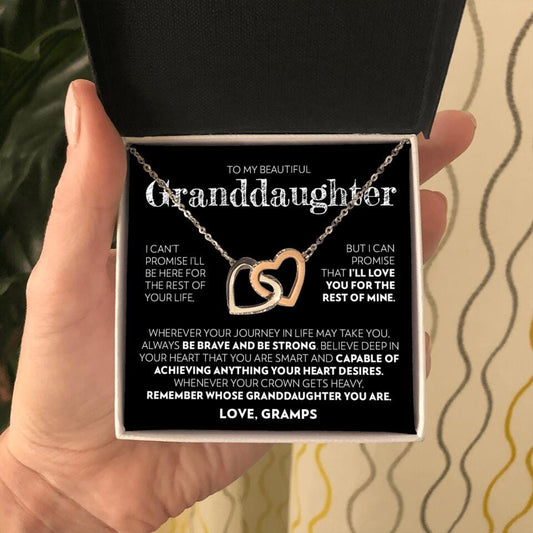 TO MY BEAUTIFUL
Granddaughter
I CAN'T
PROMISE I'LL
BE HERE FOR
THE REST OF
YOUR LIFE.
BUT I CAN
PROMISE
THAT I'LL LOVE
YOU FOR THE
REST OF MINE.
WHEREVER YOUR JOURNEY IN LIFE MAY TAKE YOU,
ALWAYS BE BRAVE AND BE STRONG. BELIEVE DEEP IN
YOUR HEART THAT YOU ARE SMART AND CAPABLE OF
ACHIEVING ANYTHING YOUR HEART DESIRES.
WHENEVER YOUR CROWN GETS HEAVY,
REMEMBER WHOSE GRANDDAUGHTER YOU ARE.
LOVE, GRAMPS